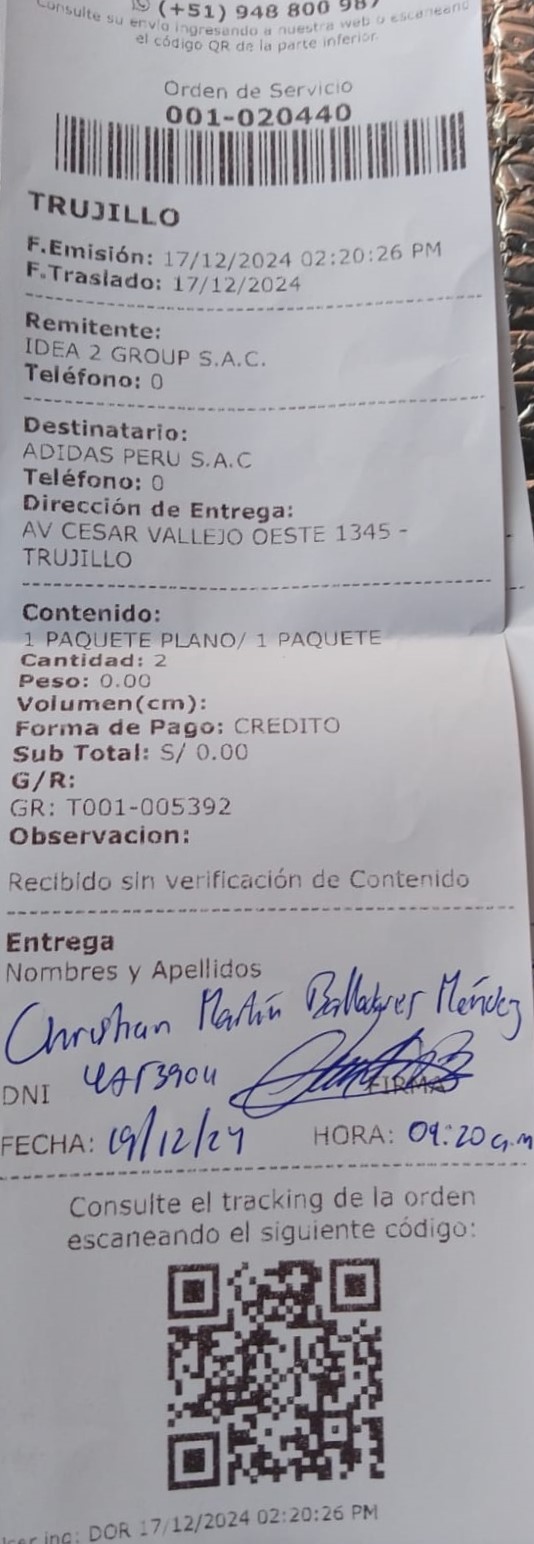 (+51) 948 800 987
Consulte su envío ingresando a nuestra web o escaneando
el código QR de la parte inferior.
Orden de Servicio
001-020440
TRUJILLO
F.Emisión: 17/12/2024 02:20:26 PM
F.Traslado: 17/12/2024
Remitente:
IDEA 2 GROUP S.A.C.
Teléfono: 0
Destinatario:
ADIDAS PERU S.A.C
Teléfono: 0
Dirección de Entrega:
AV CESAR VALLEJO OESTE 1345 -
TRUJILLO
Contenido:
1 PAQUETE PLANO/ 1 PAQUETE
Cantidad: 2
Peso: 0.00
Volumen(cm):
Forma de Pago: CREDITO
Sub Total: S/ 0.00
G/R:
GR: T001-005392
Observacion:
Recibido sin verificación de Contenido
Entrega
Nombres y Apellidos
Christian Martín Balladares Méndez
DNI
FIRMA
FECHA: 19/12/24 HORA: 09:20 a.m
Consulte el tracking de la orden
escaneando el siguiente código:
ing: DOR 17/12/2024 02:20:26 PM